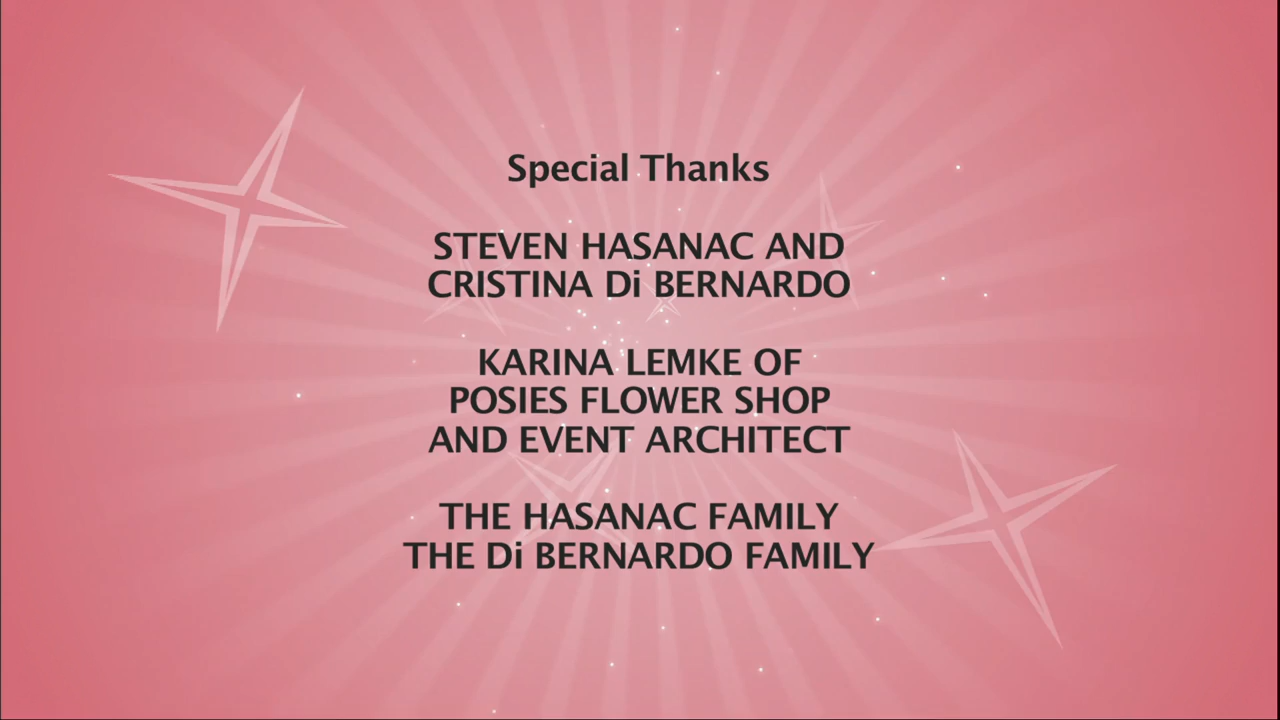 Special Thanks
STEVEN HASANAC AND
CRISTINA Di BERNARDO
KARINA LEMKE OF
POSIES FLOWER SHOP
AND EVENT ARCHITECT
THE HASANAC FAMILY
THE Di BERNARDO FAMILY